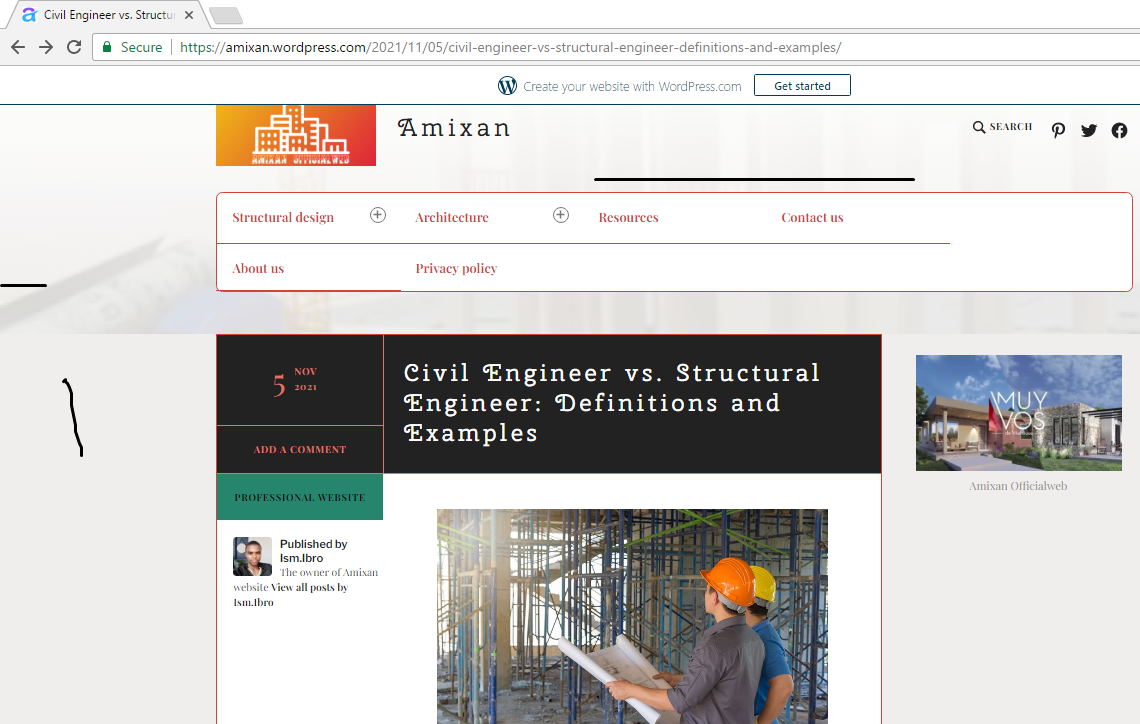 Civil Engineer vs. Structu
Secure https://amixan.wordpress.com/2021/11/05/civil-engineer-vs-structural-engineer-definitions-and-examples/
Create your website with WordPress.com Get started
AMIXAN OFFICIALWEB
Amixan
SEARCH
Structural design Architecture Resources Contact us
About us Privacy policy
5 NOV
2021
ADD A COMMENT
Civil Engineer vs. Structural
Engineer: Definitions and
Examples
PROFESSIONAL WEBSITE
Published by
Ism.Ibro
The owner of Amixan
website View all posts by
Ism.Ibro
MUY
VOS
Amixan Officialweb